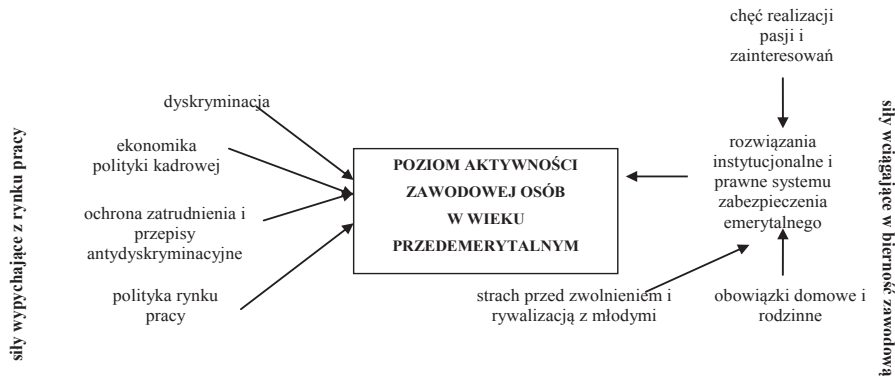 siły wypychające z rynku pracy
dyskryminacja
ekonomika
polityki kadrowej
ochrona zatrudnienia i
przepisy
antydyskryminacyjne
polityka rynku
pracy
POZIOM AKTYWNOŚCI
ZAWODOWEJ OSÓB
W WIEKU
PRZEDEMERYTALNYM
chęć realizacji
pasji i
zainteresowań
rozwiązania
instytucjonalne i
prawne systemu
zabezpieczenia
emerytalnego
strach przed zwolnieniem i
rywalizacją z młodymi
obowiązki domowe i
rodzinne
siły wciągające w bierność zawodową